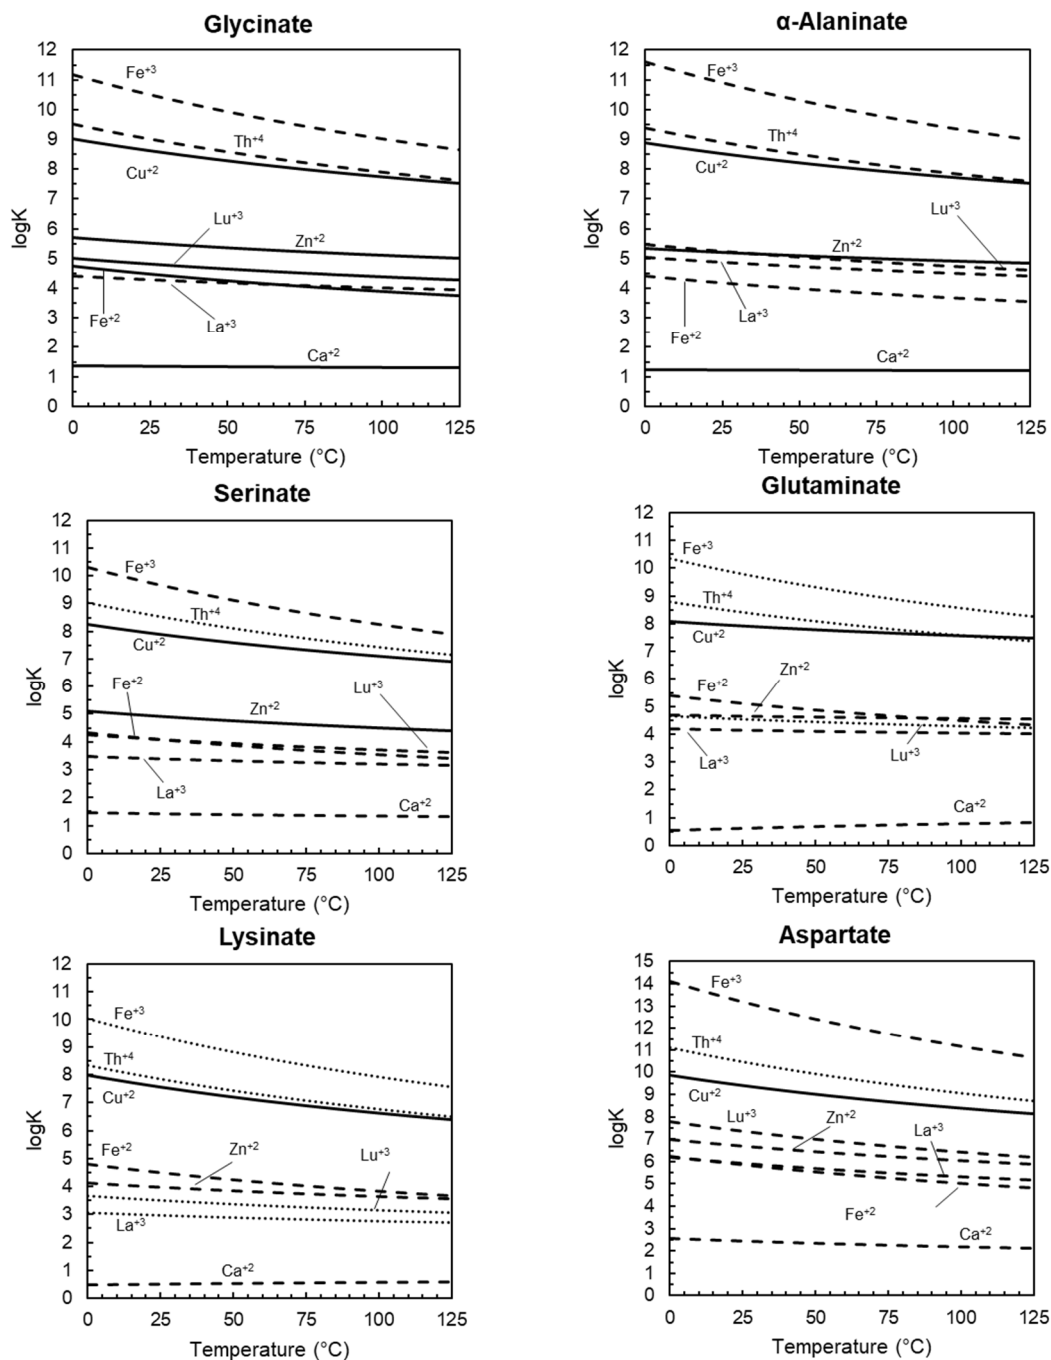 Glycinate
12
11
10
9
8
7
6
5
4
3
2
1
0
logK
Fe+3
Th+4
Cu+2
Lu+3
Zn+2
Fe+2
La+3
Ca+2
0 25 50 75 100 125
Temperature (°C)
α-Alaninate
12
11
10
9
8
7
6
5
4
3
2
1
0
logK
Fe+3
Th+4
Cu+2
Lu+3
Zn+2
La+3
Fe+2
Ca+2
0 25 50 75 100 125
Temperature (°C)
Serinate
12
11
10
9
8
7
6
5
4
3
2
1
0
logK
Fe+3
Th+4
Cu+2
Fe+2
Lu+3
Zn+2
La+3
Ca+2
0 25 50 75 100 125
Temperature (°C)
Glutaminate
12
11
10
9
8
7
6
5
4
3
2
1
0
logK
Fe+3
Th+4
Cu+2
Fe+2
Zn+2
La+3
Lu+3
Ca+2
0 25 50 75 100 125
Temperature (°C)
Lysinate
12
11
10
9
8
7
6
5
4
3
2
1
0
logK
Fe+3
Th+4
Cu+2
Fe+2
Zn+2
Lu+3
La+3
Ca+2
0 25 50 75 100 125
Temperature (°C)
Aspartate
15
14
13
12
11
10
9
8
7
6
5
4
3
2
1
0
logK
Fe+3
Th+4
Cu+2
Lu+3
Zn+2
La+3
Fe+2
Ca+2
0 25 50 75 100 125
Temperature (°C)